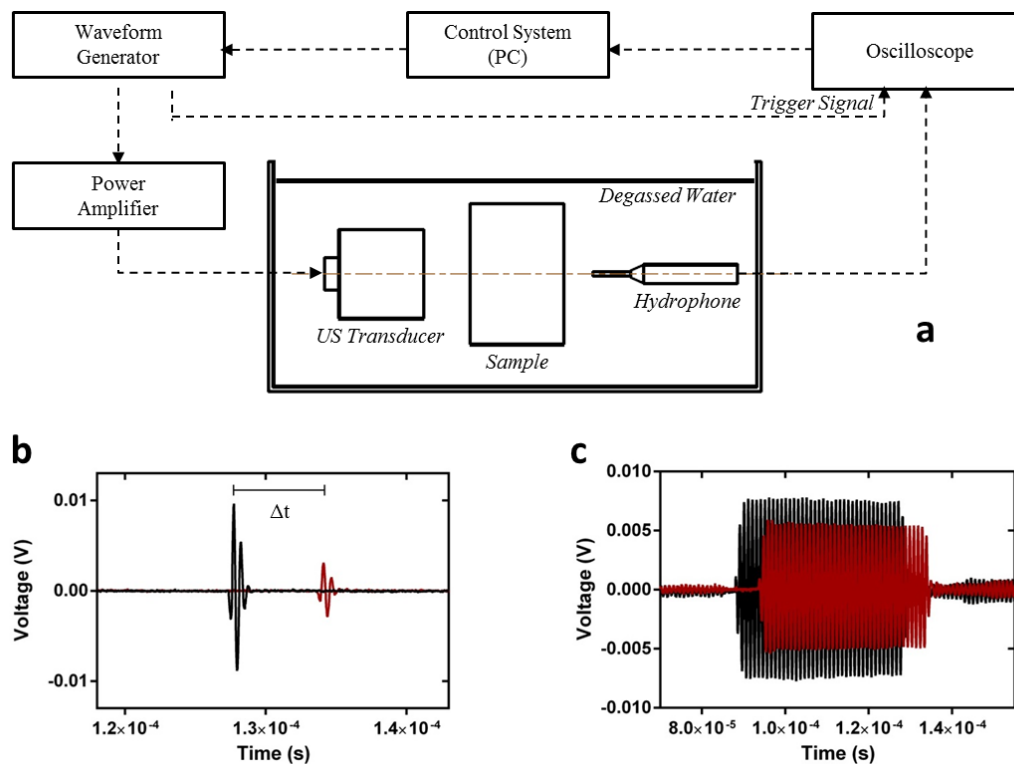 Waveform
Generator
Control System
(PC)
Oscilloscope
Trigger Signal
Power
Amplifier
Degassed Water
US Transducer
Sample
Hydrophone
a
b
0.01
0.00
-0.01
Voltage (V)
Δt
1.2×10⁻⁴
1.3×10⁻⁴
1.4×10⁻⁴
Time (s)
c
0.010
0.005
0.000
-0.005
-0.010
Voltage (V)
8.0×10⁻⁵
1.0×10⁻⁴
1.2×10⁻⁴
1.4×10⁻⁴
Time (s)